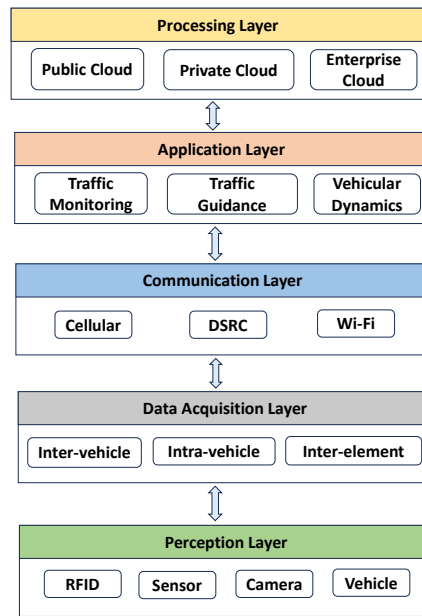 Processing Layer
Public Cloud
Private Cloud
Enterprise
Cloud
Application Layer
Traffic
Monitoring
Traffic
Guidance
Vehicular
Dynamics
Communication Layer
Cellular
DSRC
Wi-Fi
Data Acquisition Layer
Inter-vehicle
Intra-vehicle
Inter-element
Perception Layer
RFID
Sensor
Camera
Vehicle